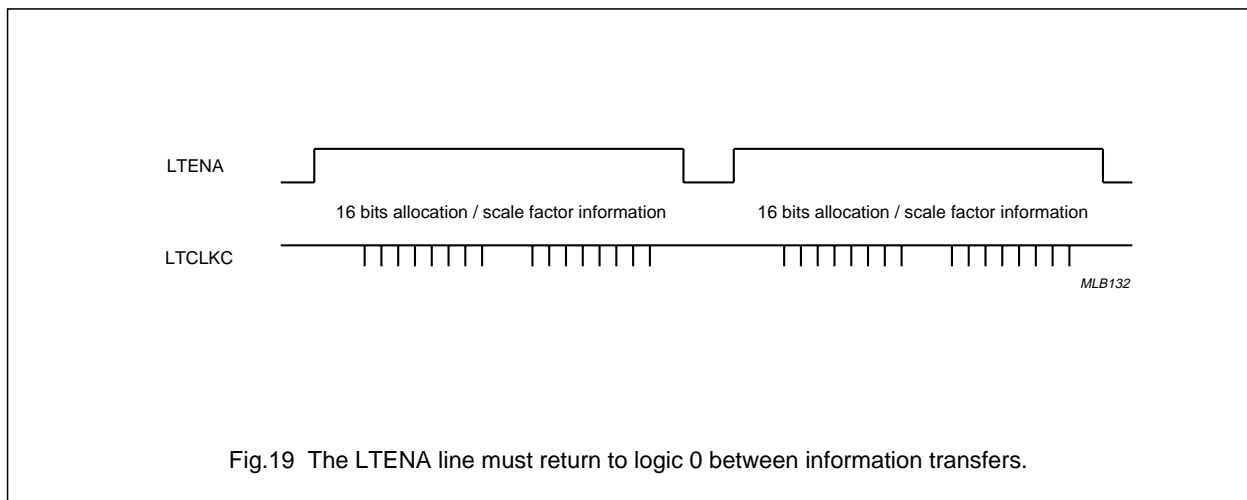 LTENA
16 bits allocation / scale factor information 16 bits allocation / scale factor information
LTCLKC
MLB132
Fig.19 The LTENA line must return to logic 0 between information transfers.